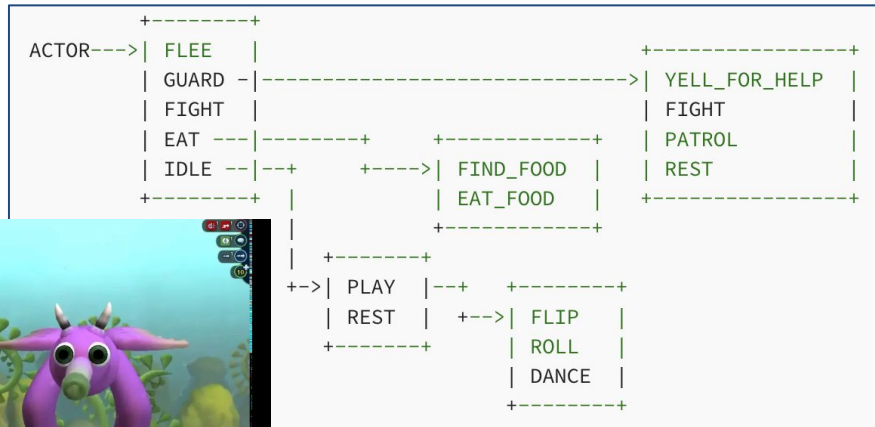 +--------+
ACTOR--->| FLEE   |                                +---------------+
| GUARD -|------------------------------->| YELL_FOR_HELP |
| FIGHT  |                                | FIGHT         |
| EAT ---|---------+     +------------+   | PATROL        |
| IDLE --|--+      +---->| FIND_FOOD  |   | REST          |
+--------+  |            | EAT_FOOD   |   +---------------+
|            +------------+
|  +-------+
+->| PLAY  |--+   +-------+
| REST  |  +-->| FLIP  |
+-------+      | ROLL  |
| DANCE |
+-------+